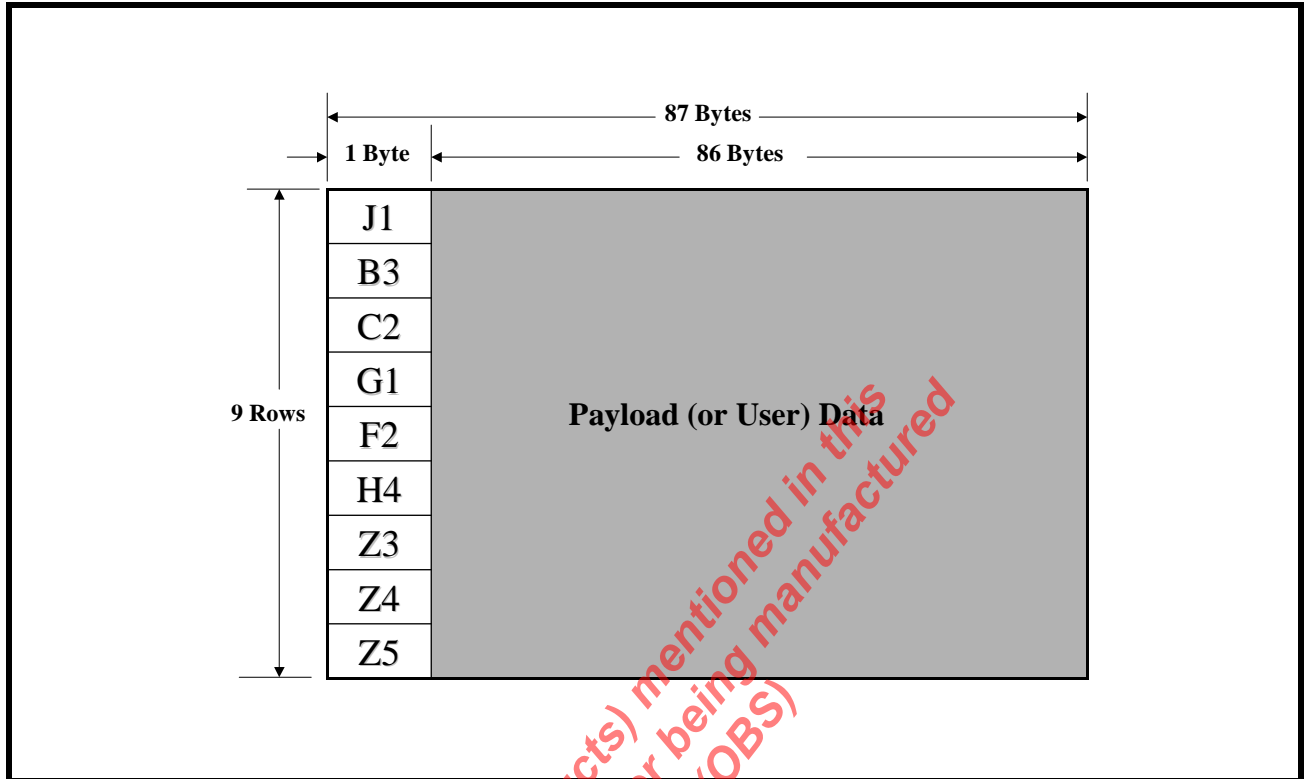 87 Bytes
1 Byte
86 Bytes
J1
B3
C2
G1
F2
H4
Z3
Z4
Z5
9 Rows
Payload (or User) Data
mentioned in this
being manufactured
(OBS)